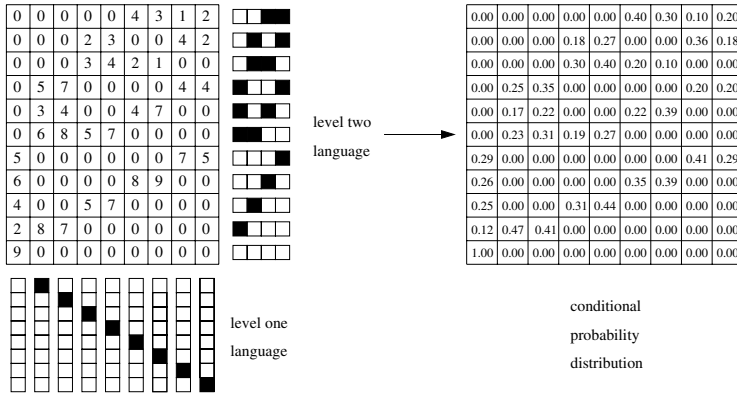 0 0 0 0 0 4 3 1 2
0 0 0 2 3 0 0 4 2
0 0 0 3 4 2 1 0 0
0 5 7 0 0 0 0 4 4
0 3 4 0 0 4 7 0 0
0 6 8 5 7 0 0 0 0
5 0 0 0 0 0 0 7 5
6 0 0 0 0 8 9 0 0
4 0 0 5 7 0 0 0 0
2 8 7 0 0 0 0 0 0
9 0 0 0 0 0 0 0 0
level two
language
0.00 0.00 0.00 0.00 0.00 0.40 0.30 0.10 0.20
0.00 0.00 0.00 0.18 0.27 0.00 0.00 0.36 0.18
0.00 0.00 0.00 0.30 0.40 0.20 0.10 0.00 0.00
0.00 0.25 0.35 0.00 0.00 0.00 0.00 0.20 0.20
0.00 0.17 0.22 0.00 0.00 0.22 0.39 0.00 0.00
0.00 0.23 0.31 0.19 0.27 0.00 0.00 0.00 0.00
0.29 0.00 0.00 0.00 0.00 0.00 0.00 0.41 0.29
0.26 0.00 0.00 0.00 0.00 0.35 0.39 0.00 0.00
0.25 0.00 0.00 0.31 0.44 0.00 0.00 0.00 0.00
0.12 0.47 0.41 0.00 0.00 0.00 0.00 0.00 0.00
1.00 0.00 0.00 0.00 0.00 0.00 0.00 0.00 0.00
level one
language
conditional
probability
distribution